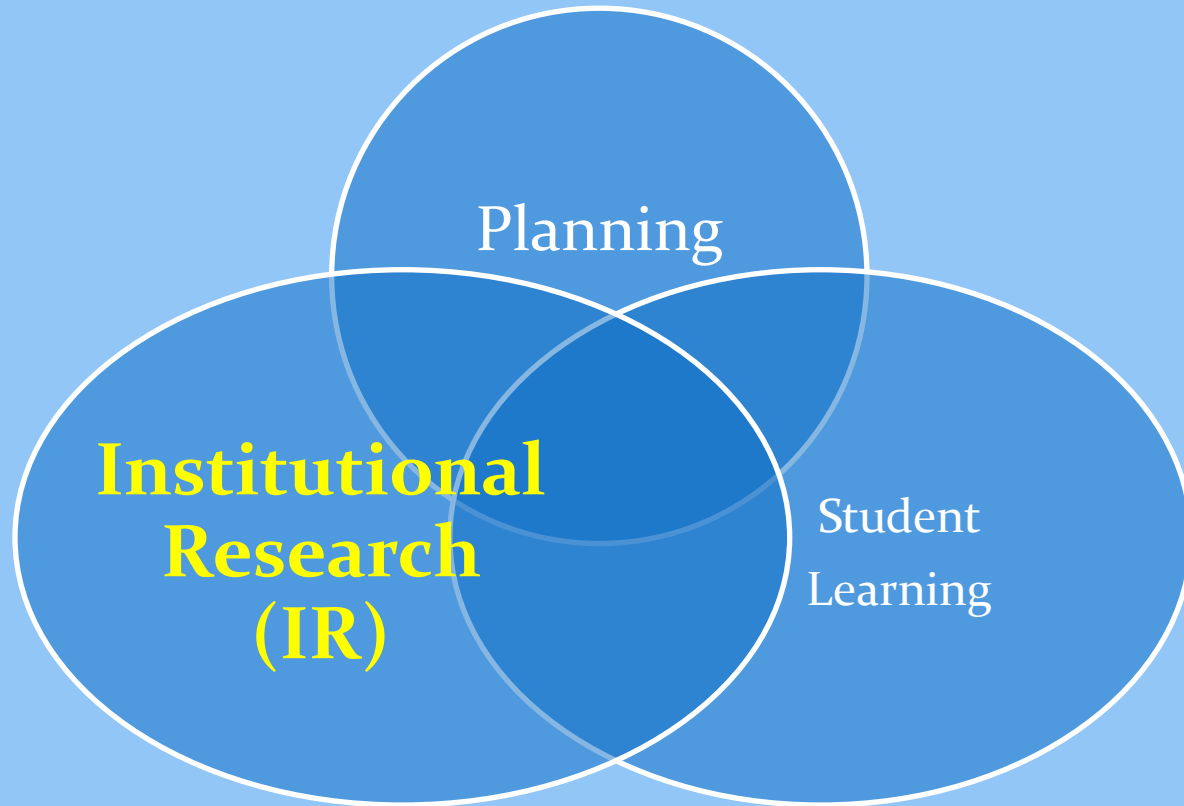 Planning
Institutional
Research
(IR)
Student
Learning